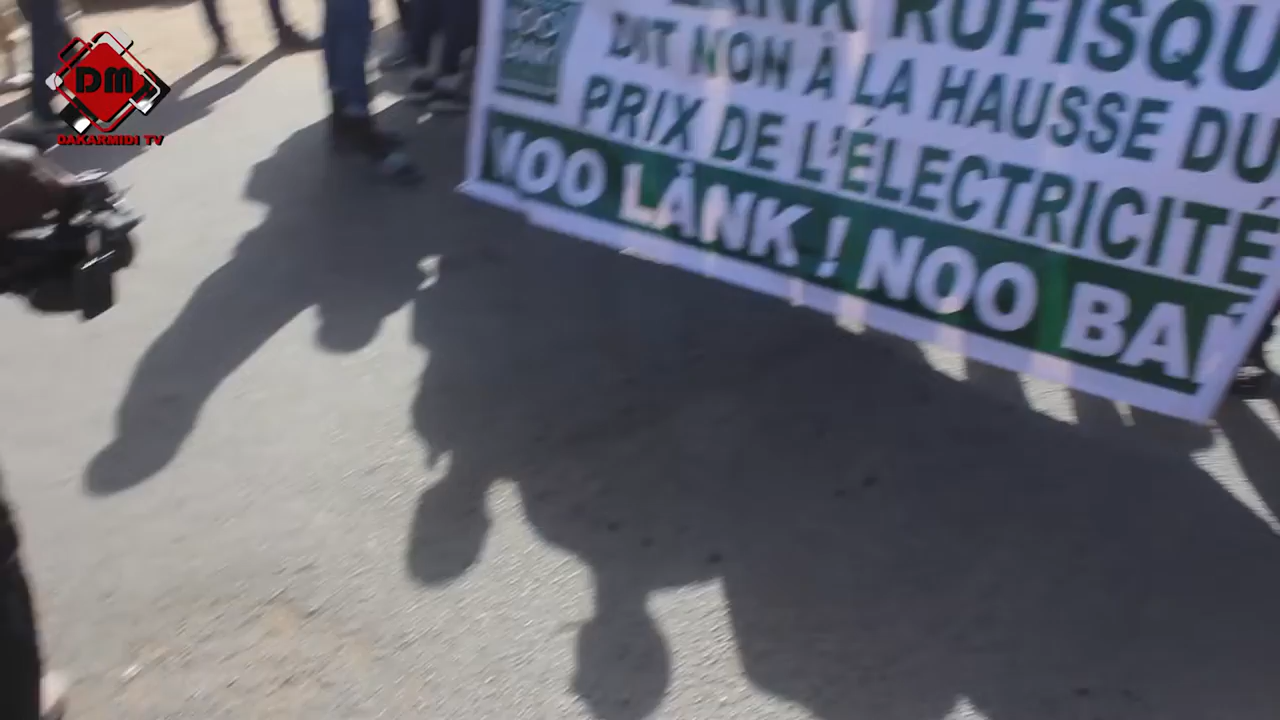 DM
DAKARMIDI TV
RUFISQU
DIT NON À LA HAUSSE DU
PRIX DE L'ÉLECTRICITÉ
NOO LÀNK ! NOO BA